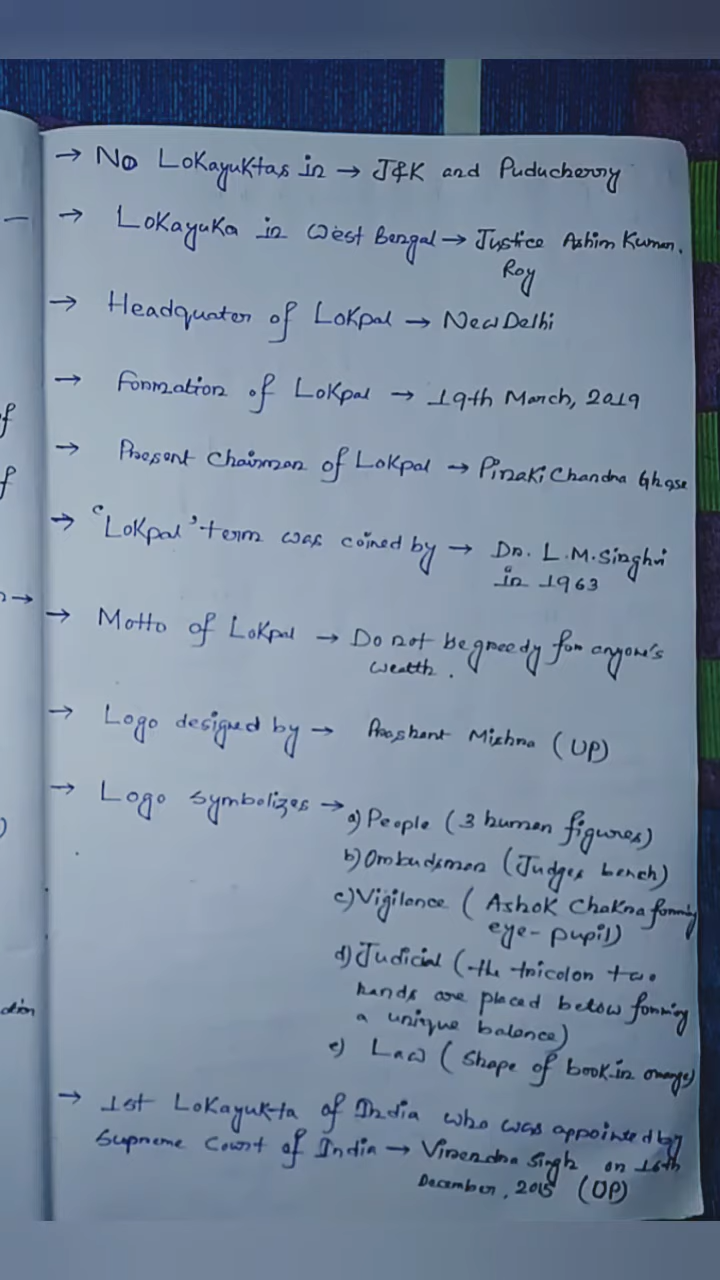 → No Lokayuktas in → J&K and Puducherry
→ Lokayuka in West Bengal → Justice Ashim Kumar.
Roy
→ Headquater of Lokpal → New Delhi
→ Formation of Lokpal → 19th March, 2019
→ Present Chairman of Lokpal → Pinaki Chandra Ghose
→ 'Lokpal' term was coined by → Dr. L.M. Singhvi
in 1963
→ Motto of Lokpal → Do not be greedy for anyone's
wealth.
→ Logo designed by → Prashant Mishra (UP)
→ Logo symbolizes →
a) People (3 human figures)
b) Ombudsman (Judges bench)
c) Vigilance (Ashok Chakra forming
eye-pupil)
d) Judicial (the tricolor two
hands are placed below forming
a unique balance)
e) Law (Shape of book in orange)
→ 1st Lokayukta of India who was appointed by
Supreme Court of India → Virendra Singh on 16th
December, 2015 (UP)